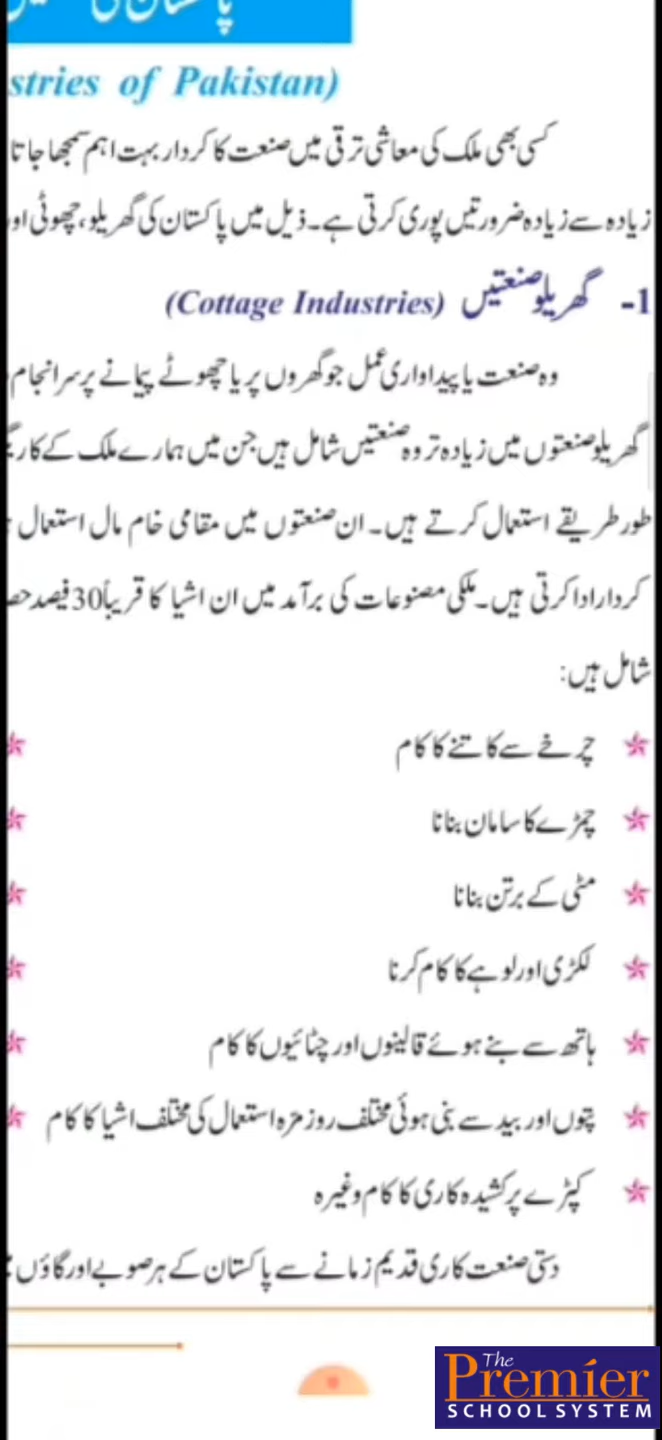 پاکستان کی
stries of Pakistan)
کسی بھی ملک کی معاشی ترقی میں صنعت کا کردار بہت اہم سمجھا جاتا
زیادہ سے زیادہ ضرورتیں پوری کرتی ہے۔ ذیل میں پاکستان کی گھریلو، چھوٹی اور
1- گھریلو صنعتیں (Cottage Industries)
وہ صنعت یا پیداواری عمل جو گھروں پر یا چھوٹے پیمانے پر سرانجام
گھریلو صنعتوں میں زیادہ تر وہ صنعتیں شامل ہیں جن میں ہمارے ملک کے
طور طریقے استعمال کرتے ہیں۔ ان صنعتوں میں مقامی خام مال استعمال
کردار ادا کرتی ہیں۔ ملکی مصنوعات کی برآمد میں ان اشیا کا قریباً 30 فیصد
شامل ہیں:
چرخے سے کاتنے کا کام
چمڑے کا سامان بنانا
مٹی کے برتن بنانا
لکڑی اور لوہے کا کام کرنا
ہاتھ سے بنے ہوئے قالینوں اور چٹائیوں کا کام
پتوں اور بید سے بنی ہوئی مختلف روزمرہ استعمال کی مختلف اشیا کا کام
کپڑے پر کشیدہ کاری کا کام وغیرہ
دستی صنعت کاری قدیم زمانے سے پاکستان کے ہر صوبے اور گاؤں
The
Premier
SCHOOL SYSTEM